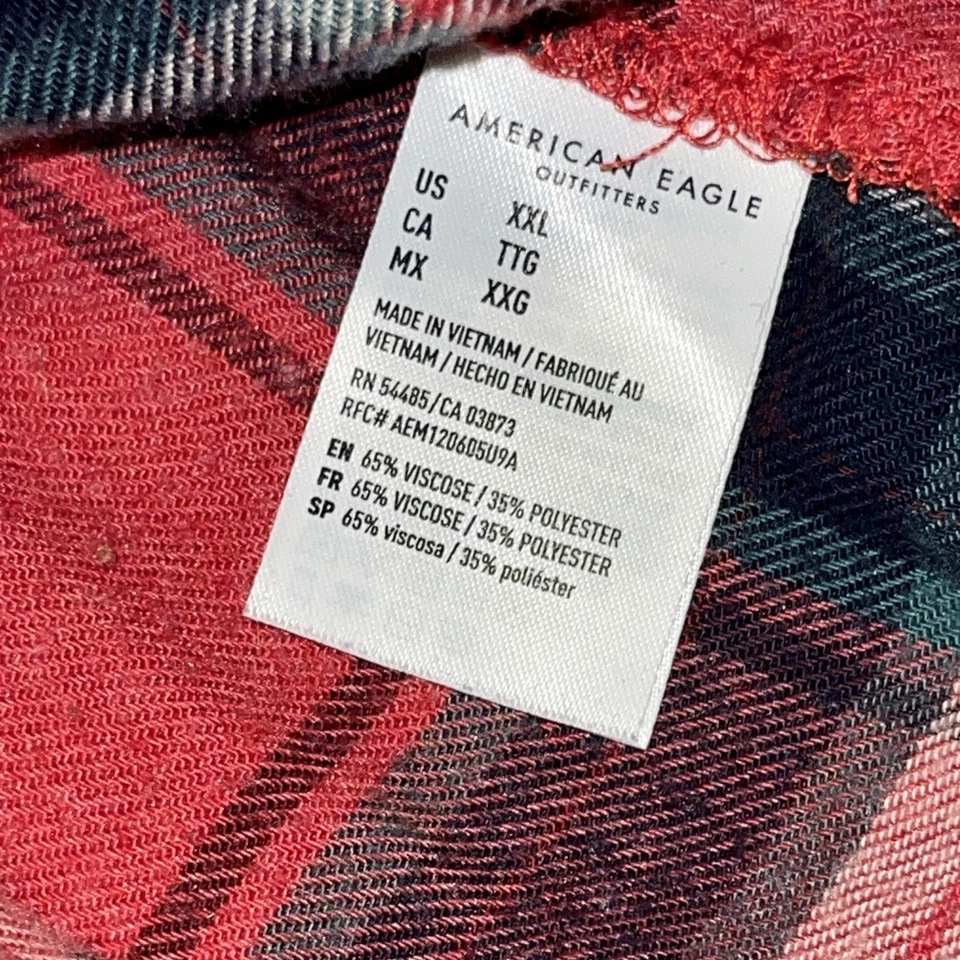 AMERICAN EAGLE
OUTFITTERS
US XXL
CA TTG
MX XXG
MADE IN VIETNAM / FABRIQUÉ AU
VIETNAM / HECHO EN VIETNAM
RN 54485/CA 03873
RFC# AEM120605U9A
EN 65% VISCOSE / 35% POLYESTER
FR 65% VISCOSE / 35% POLYESTER
SP 65% viscosa / 35% poliéster